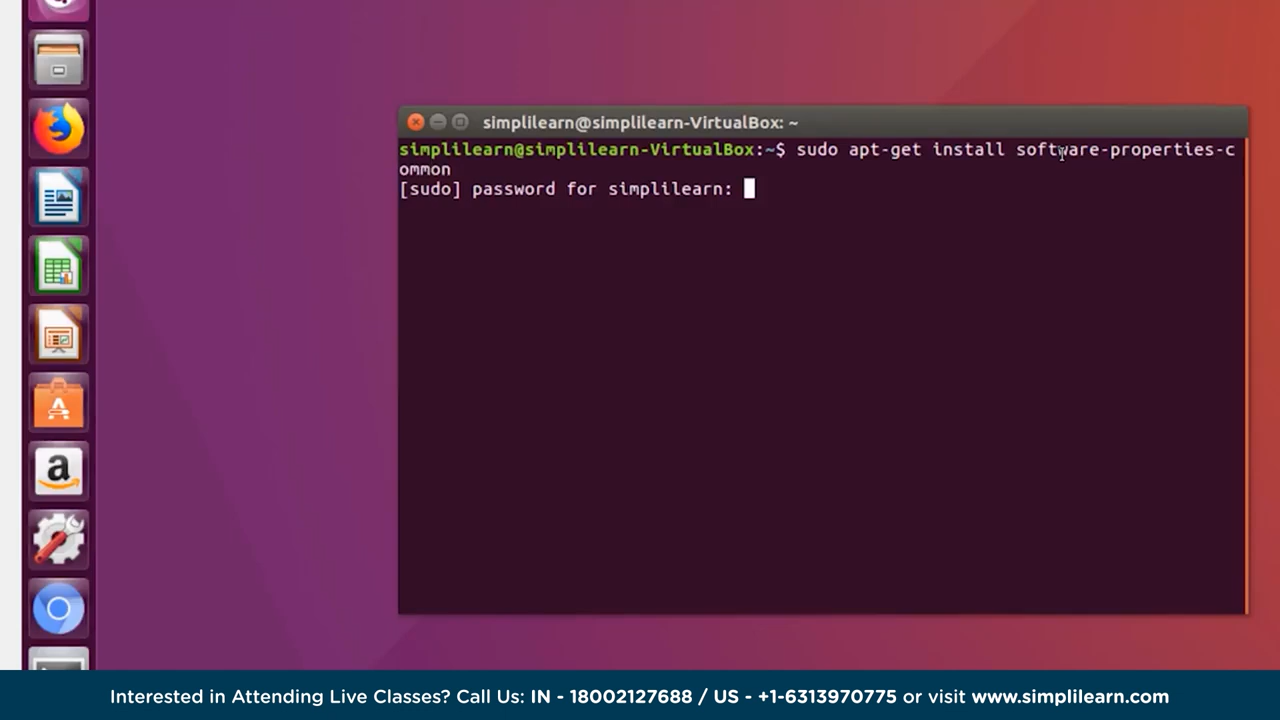 simplilearn@simplilearn-VirtualBox: ~
simplilearn@simplilearn-VirtualBox:~$ sudo apt-get install software-properties-c
ommon
[sudo] password for simplilearn:
a
Interested in Attending Live Classes? Call Us: IN - 18002127688 / US - +1-6313970775 or visit www.simplilearn.com